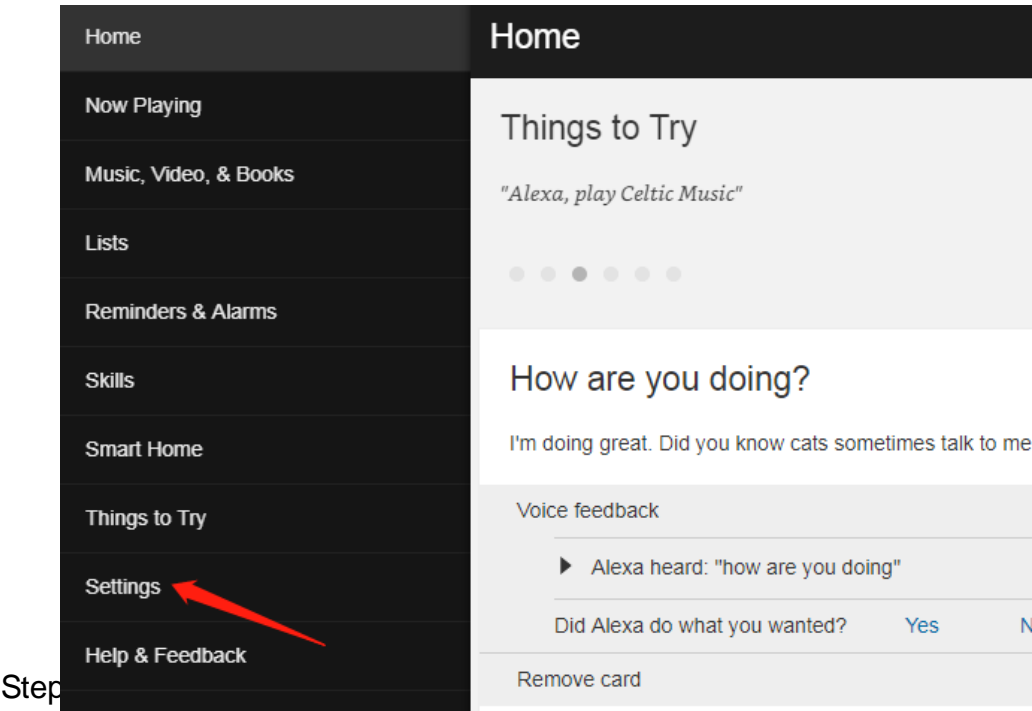 Home
Now Playing
Music, Video, & Books
Lists
Reminders & Alarms
Skills
Smart Home
Things to Try
Settings
Help & Feedback
Step
Home
Things to Try
"Alexa, play Celtic Music"
How are you doing?
I'm doing great. Did you know cats sometimes talk to me
Voice feedback
Alexa heard: "how are you doing"
Did Alexa do what you wanted? Yes
Remove card